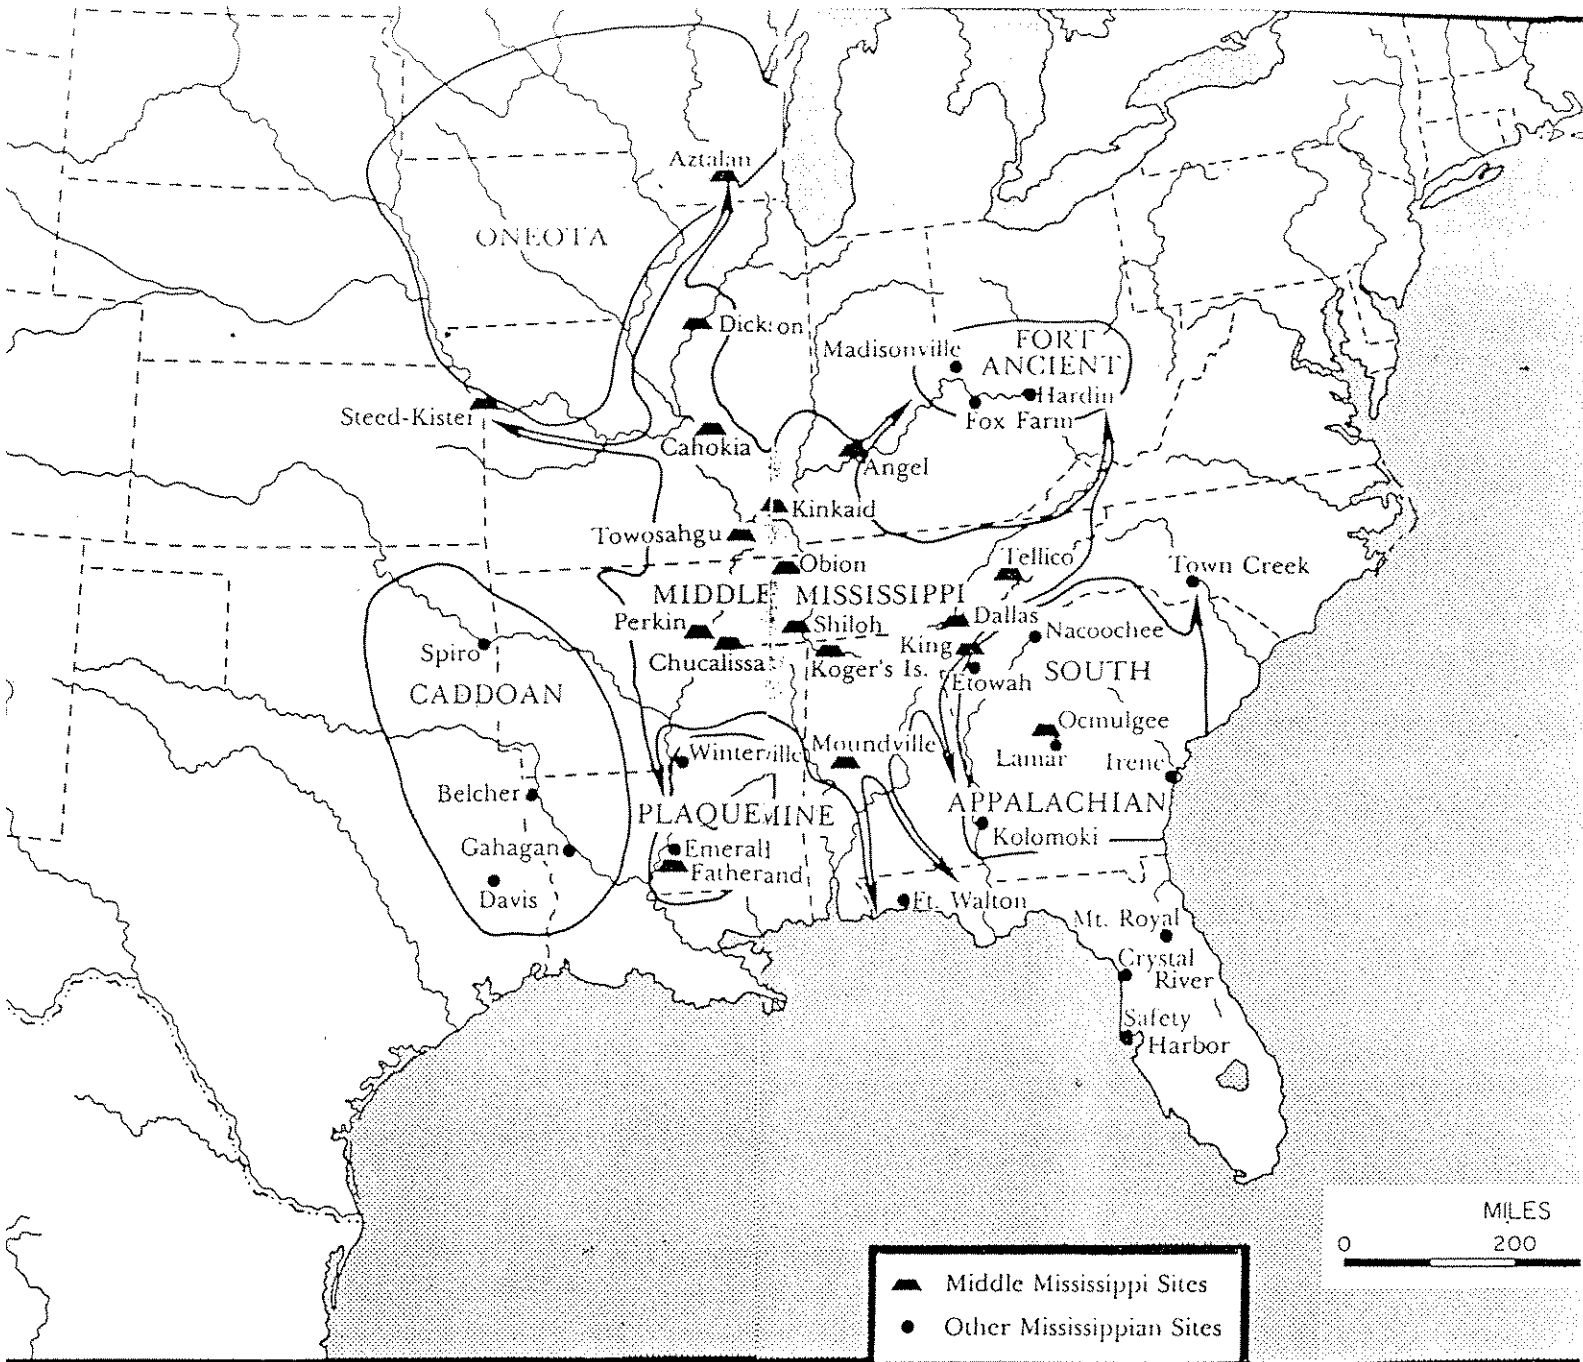 Aztalan
ONEOTA
Dickson
FORT
ANCIENT
Madisonville
Hardin
Fox Farm
Steed-Kister
Cahokia
Angel
Kinkaid
Towosahgu
Obion
Tellico
Town Creek
MIDDLE MISSISSIPPI
Perkin
Shiloh
Dallas
Nacoochee
King
Chucalissa
Koger's Is.
Etowah
SOUTH
Spiro
CADDOAN
Ocmulgee
Winterville
Moundville
Lamar
Irene
Belcher
PLAQUEMINE
APPALACHIAN
Kolomoki
Gahagan
Emerall
Fatherand
Davis
Ft. Walton
Mt. Royal
Crystal
River
Safety
Harbor
MILES
0 200
Middle Mississippi Sites
Other Mississippian Sites